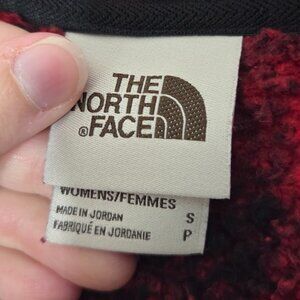 THE
NORTH
®FACE
WOMENS/FEMMES
MADE IN JORDAN S
FABRIQUÉ EN JORDANIE P